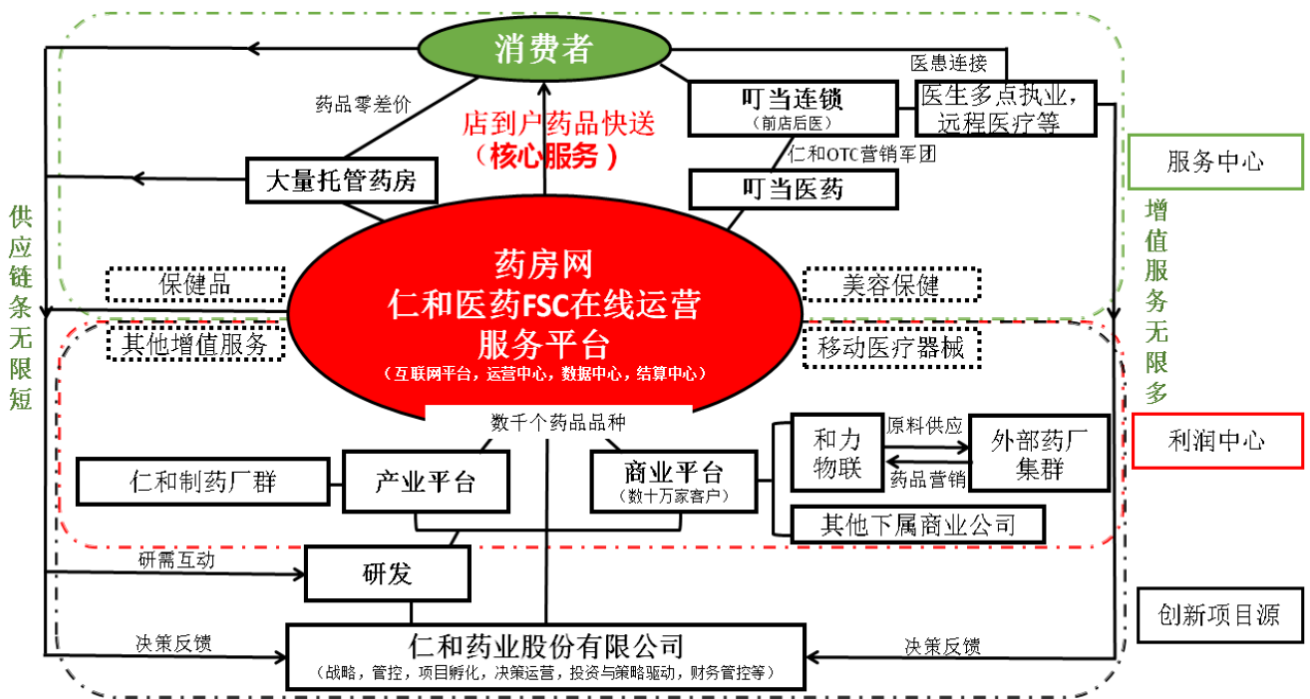 消费者
医患连接
药品零差价
店到户药品快送
（核心服务）
叮当连锁
（前店后医）
医生多点执业，
远程医疗等
仁和OTC营销军团
大量托管药房
叮当医药
服务中心
供应链条无限短
增值服务无限多
药房网
仁和医药FSC在线运营
服务平台
（互联网平台，运营中心，数据中心，结算中心）
保健品
美容保健
其他增值服务
移动医疗器械
数千个药品品种
利润中心
仁和制药厂群
产业平台
商业平台
（数十万家客户）
和力
物联
原料供应
药品营销
外部药厂
集群
其他下属商业公司
研需互动
研发
创新项目源
决策反馈
仁和药业股份有限公司
（战略，管控，项目孵化，决策运营，投资与策略驱动，财务管控等）
决策反馈